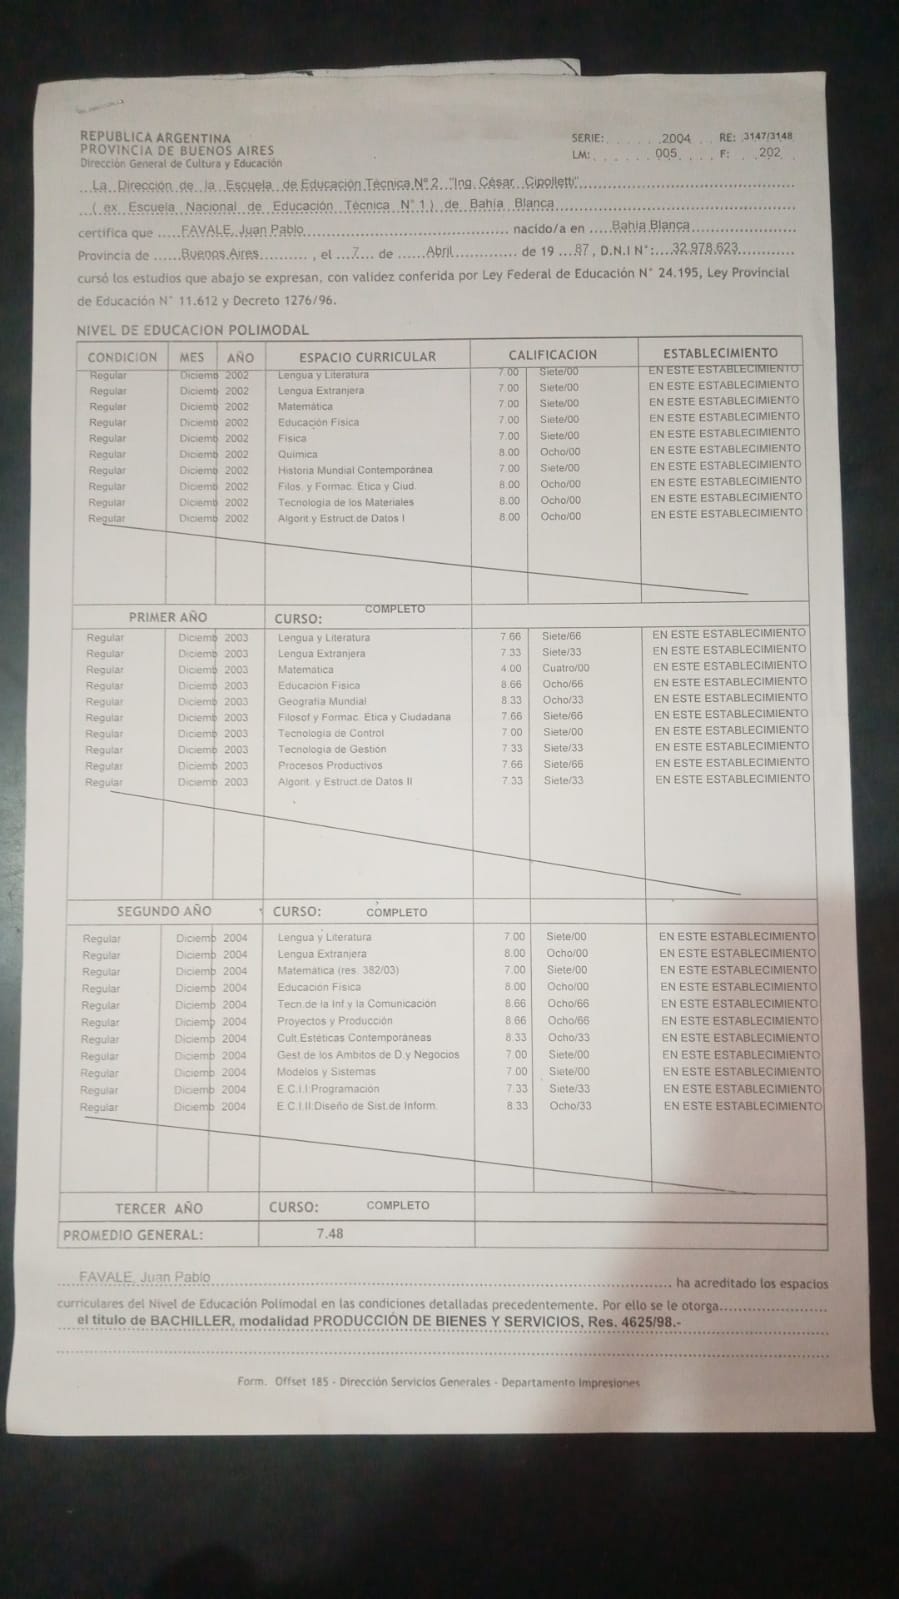 REPUBLICA ARGENTINA
PROVINCIA DE BUENOS AIRES
Dirección General de Cultura y Educación
SERIE: 2004 RE: 3147/3148
LM: 005 F: 202
La Dirección de la Escuela de Educación Técnica Nº 2 "Ing. César Cipolletti"
( ex Escuela Nacional de Educación Técnica N° 1 ) de Bahía Blanca
certifica que FAVALE, Juan Pablo nacido/a en Bahía Blanca
Provincia de Buenos Aires, el 7 de Abril de 19 87, D.N.I N°: 32.978.623
cursó los estudios que abajo se expresan, con validez conferida por Ley Federal de Educación N° 24.195, Ley Provincial
de Educación N° 11.612 y Decreto 1276/96.
NIVEL DE EDUCACION POLIMODAL
CONDICION MES AÑO ESPACIO CURRICULAR CALIFICACION ESTABLECIMIENTO
Regular Diciemb 2002 Lengua y Literatura 7.00 Siete/00 EN ESTE ESTABLECIMIENTO
Regular Diciemb 2002 Lengua Extranjera 7.00 Siete/00 EN ESTE ESTABLECIMIENTO
Regular Diciemb 2002 Matemática 7.00 Siete/00 EN ESTE ESTABLECIMIENTO
Regular Diciemb 2002 Educación Física 7.00 Siete/00 EN ESTE ESTABLECIMIENTO
Regular Diciemb 2002 Física 7.00 Siete/00 EN ESTE ESTABLECIMIENTO
Regular Diciemb 2002 Química 8.00 Ocho/00 EN ESTE ESTABLECIMIENTO
Regular Diciemb 2002 Historia Mundial Contemporánea 7.00 Siete/00 EN ESTE ESTABLECIMIENTO
Regular Diciemb 2002 Filos. y Formac. Etica y Ciud. 8.00 Ocho/00 EN ESTE ESTABLECIMIENTO
Regular Diciemb 2002 Tecnología de los Materiales 8.00 Ocho/00 EN ESTE ESTABLECIMIENTO
Regular Diciemb 2002 Algorit.y Estruct.de Datos I 8.00 Ocho/00 EN ESTE ESTABLECIMIENTO
PRIMER AÑO CURSO: COMPLETO
Regular Diciemb 2003 Lengua y Literatura 7.66 Siete/66 EN ESTE ESTABLECIMIENTO
Regular Diciemb 2003 Lengua Extranjera 7.33 Siete/33 EN ESTE ESTABLECIMIENTO
Regular Diciemb 2003 Matemática 4.00 Cuatro/00 EN ESTE ESTABLECIMIENTO
Regular Diciemb 2003 Educación Física 8.66 Ocho/66 EN ESTE ESTABLECIMIENTO
Regular Diciemb 2003 Geografía Mundial 8.33 Ocho/33 EN ESTE ESTABLECIMIENTO
Regular Diciemb 2003 Filosof.y Formac. Etica y Ciudadana 7.66 Siete/66 EN ESTE ESTABLECIMIENTO
Regular Diciemb 2003 Tecnología de Control 7.00 Siete/00 EN ESTE ESTABLECIMIENTO
Regular Diciemb 2003 Tecnología de Gestión 7.33 Siete/33 EN ESTE ESTABLECIMIENTO
Regular Diciemb 2003 Procesos Productivos 7.66 Siete/66 EN ESTE ESTABLECIMIENTO
Regular Diciemb 2003 Algorit. y Estruct.de Datos II 7.33 Siete/33 EN ESTE ESTABLECIMIENTO
SEGUNDO AÑO CURSO: COMPLETO
Regular Diciemb 2004 Lengua y Literatura 7.00 Siete/00 EN ESTE ESTABLECIMIENTO
Regular Diciemb 2004 Lengua Extranjera 8.00 Ocho/00 EN ESTE ESTABLECIMIENTO
Regular Diciemb 2004 Matemática (res. 382/03) 7.00 Siete/00 EN ESTE ESTABLECIMIENTO
Regular Diciemb 2004 Educación Física 8.00 Ocho/00 EN ESTE ESTABLECIMIENTO
Regular Diciemb 2004 Tecn.de la Inf.y la Comunicación 8.66 Ocho/66 EN ESTE ESTABLECIMIENTO
Regular Diciemb 2004 Proyectos y Producción 8.66 Ocho/66 EN ESTE ESTABLECIMIENTO
Regular Diciemb 2004 Cult.Estéticas Contemporáneas 8.33 Ocho/33 EN ESTE ESTABLECIMIENTO
Regular Diciemb 2004 Gest.de los Ambitos de D.y Negocios 7.00 Siete/00 EN ESTE ESTABLECIMIENTO
Regular Diciemb 2004 Modelos y Sistemas 7.00 Siete/00 EN ESTE ESTABLECIMIENTO
Regular Diciemb 2004 E.C.I.I:Programación 7.33 Siete/33 EN ESTE ESTABLECIMIENTO
Regular Diciemb 2004 E.C.I.II:Diseño de Sist.de Inform. 8.33 Ocho/33 EN ESTE ESTABLECIMIENTO
TERCER AÑO CURSO: COMPLETO
PROMEDIO GENERAL: 7.48
FAVALE, Juan Pablo ha acreditado los espacios
curriculares del Nivel de Educación Polimodal en las condiciones detalladas precedentemente. Por ello se le otorga
el titulo de BACHILLER, modalidad PRODUCCIÓN DE BIENES Y SERVICIOS, Res. 4625/98.-
Form. Offset 185 - Dirección Servicios Generales - Departamento Impresiones